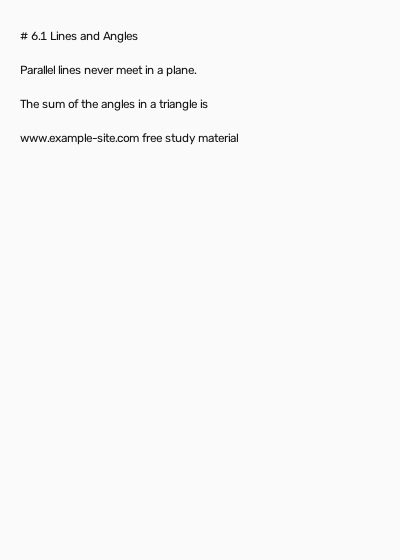 # 6.1 Lines and Angles
Parallel lines never meet in a plane.
The sum of the angles in a triangle is
www.example-site.com free study material